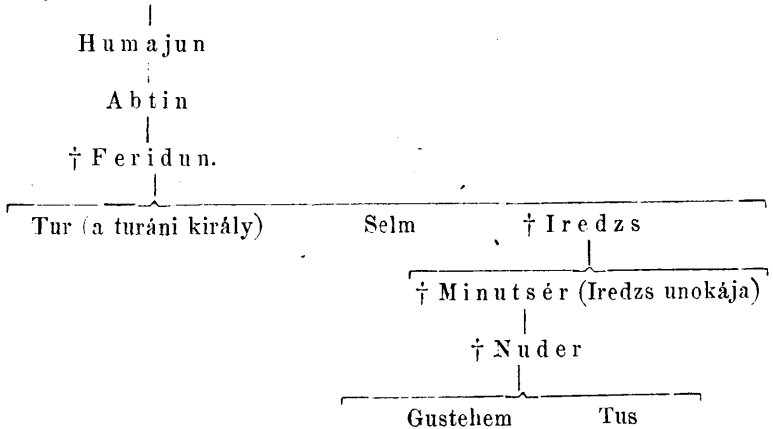 Humajun
Abtin
† Feridun.
Tur (a turáni király) Selm † Iredzs
† Minutsér (Iredzs unokája)
† Nuder
Gustehem Tus